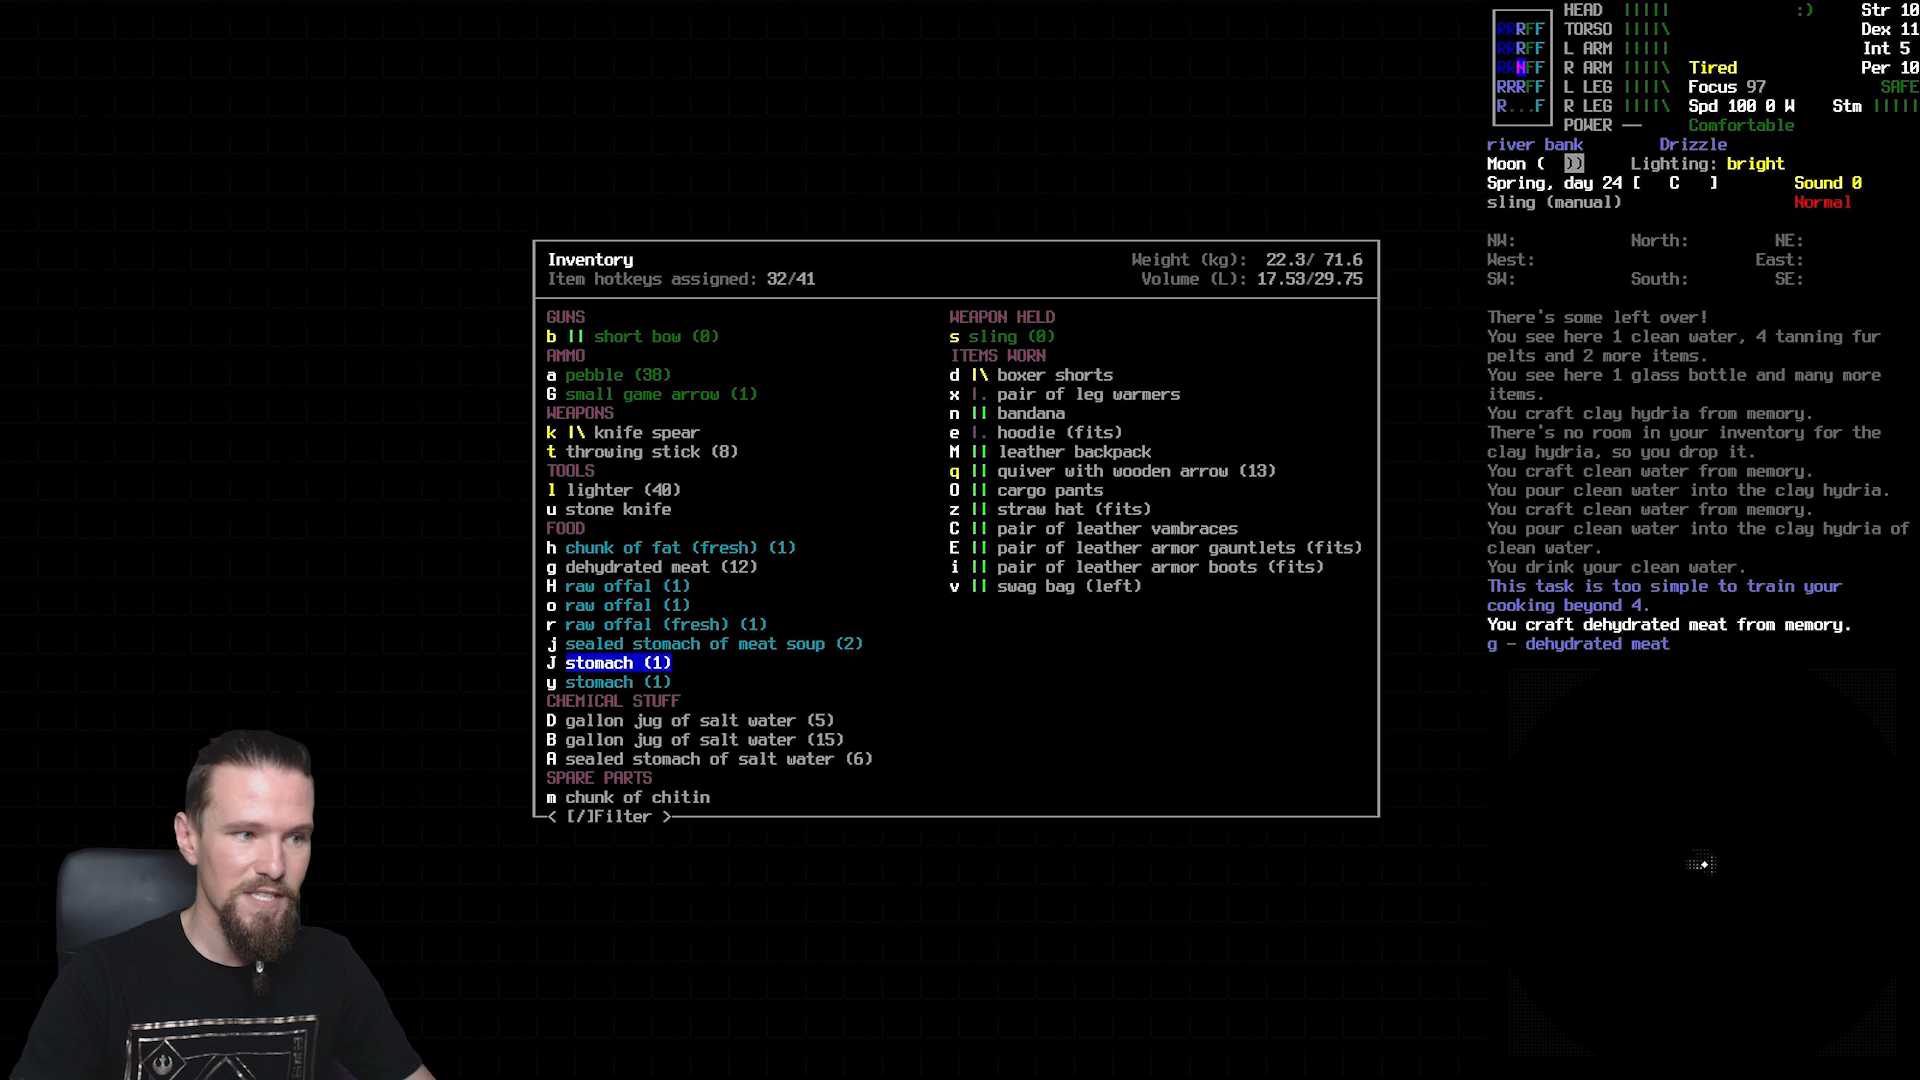 Inventory
Item hotkeys assigned: 32/41
Weight (kg): 22.3/ 71.6
Volume (L): 17.53/29.75
GUNS
b || short bow (0)
AMMO
a pebble (38)
G small game arrow (1)
WEAPONS
k |\ knife spear
t throwing stick (8)
TOOLS
l lighter (40)
u stone knife
FOOD
h chunk of fat (fresh) (1)
g dehydrated meat (12)
H raw offal (1)
o raw offal (1)
r raw offal (fresh) (1)
j sealed stomach of meat soup (2)
J stomach (1)
y stomach (1)
CHEMICAL STUFF
D gallon jug of salt water (5)
B gallon jug of salt water (15)
A sealed stomach of salt water (6)
SPARE PARTS
m chunk of chitin
< [/]Filter >
WEAPON HELD
s sling (0)
ITEMS WORN
d |\ boxer shorts
x |. pair of leg warmers
n || bandana
e |. hoodie (fits)
M || leather backpack
q || quiver with wooden arrow (13)
O || cargo pants
z || straw hat (fits)
C || pair of leather vambraces
E || pair of leather armor gauntlets (fits)
i || pair of leather armor boots (fits)
v || swag bag (left)
HEAD ||||| :) Str 10
RRRFF TORSO ||||\ Dex 11
RRRFF L ARM ||||| Int 5
RRNFF R ARM ||||\ Tired Per 10
RRRFF L LEG ||||\ Focus 97 SAFE
R...F R LEG ||||\ Spd 100 0 W Stm |||||
POWER -- Comfortable
river bank Drizzle
Moon ( )) Lighting: bright
Spring, day 24 [ C ] Sound 0
sling (manual) Normal
NW: North: NE:
West: East:
SW: South: SE:
There's some left over!
You see here 1 clean water, 4 tanning fur
pelts and 2 more items.
You see here 1 glass bottle and many more
items.
You craft clay hydria from memory.
There's no room in your inventory for the
clay hydria, so you drop it.
You craft clean water from memory.
You pour clean water into the clay hydria.
You craft clean water from memory.
You pour clean water into the clay hydria of
clean water.
You drink your clean water.
This task is too simple to train your
cooking beyond 4.
You craft dehydrated meat from memory.
g - dehydrated meat